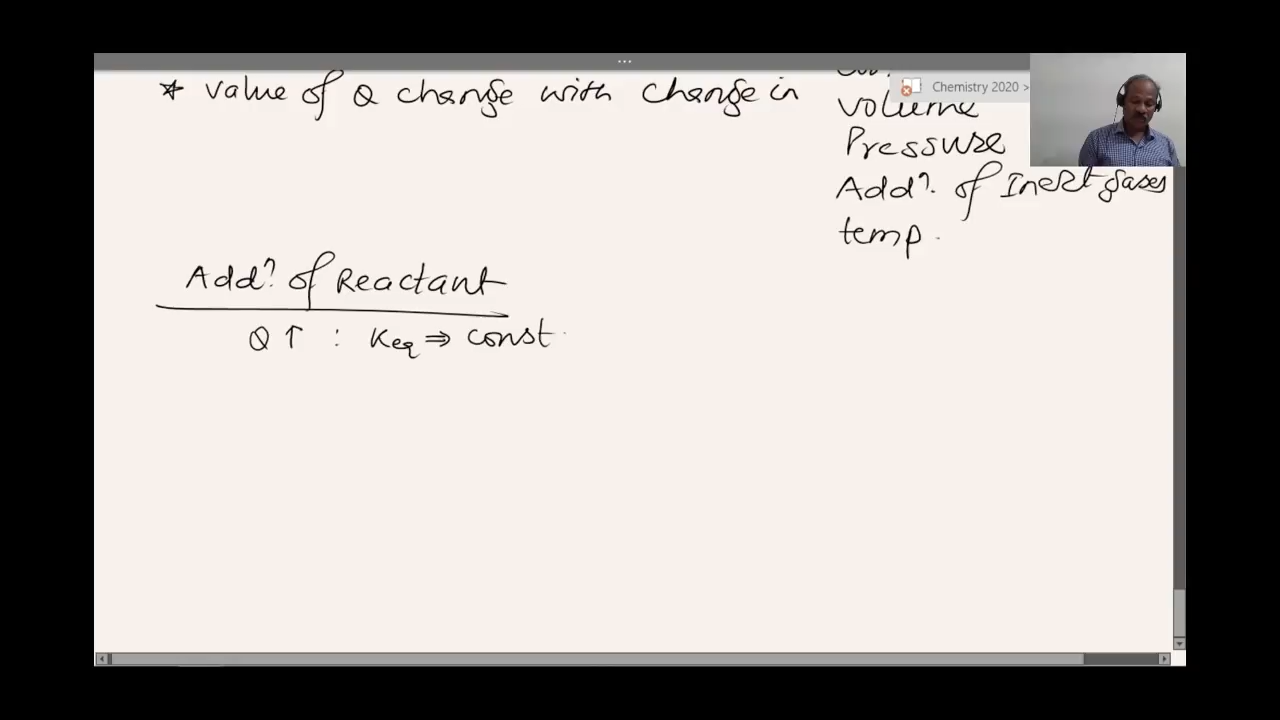 * value of Q change with change in
volume
Pressure
Add? of Inert gases
temp.
Chemistry 2020 >
...
Add? of Reactant
Q ↑ : Keq ⇒ const.